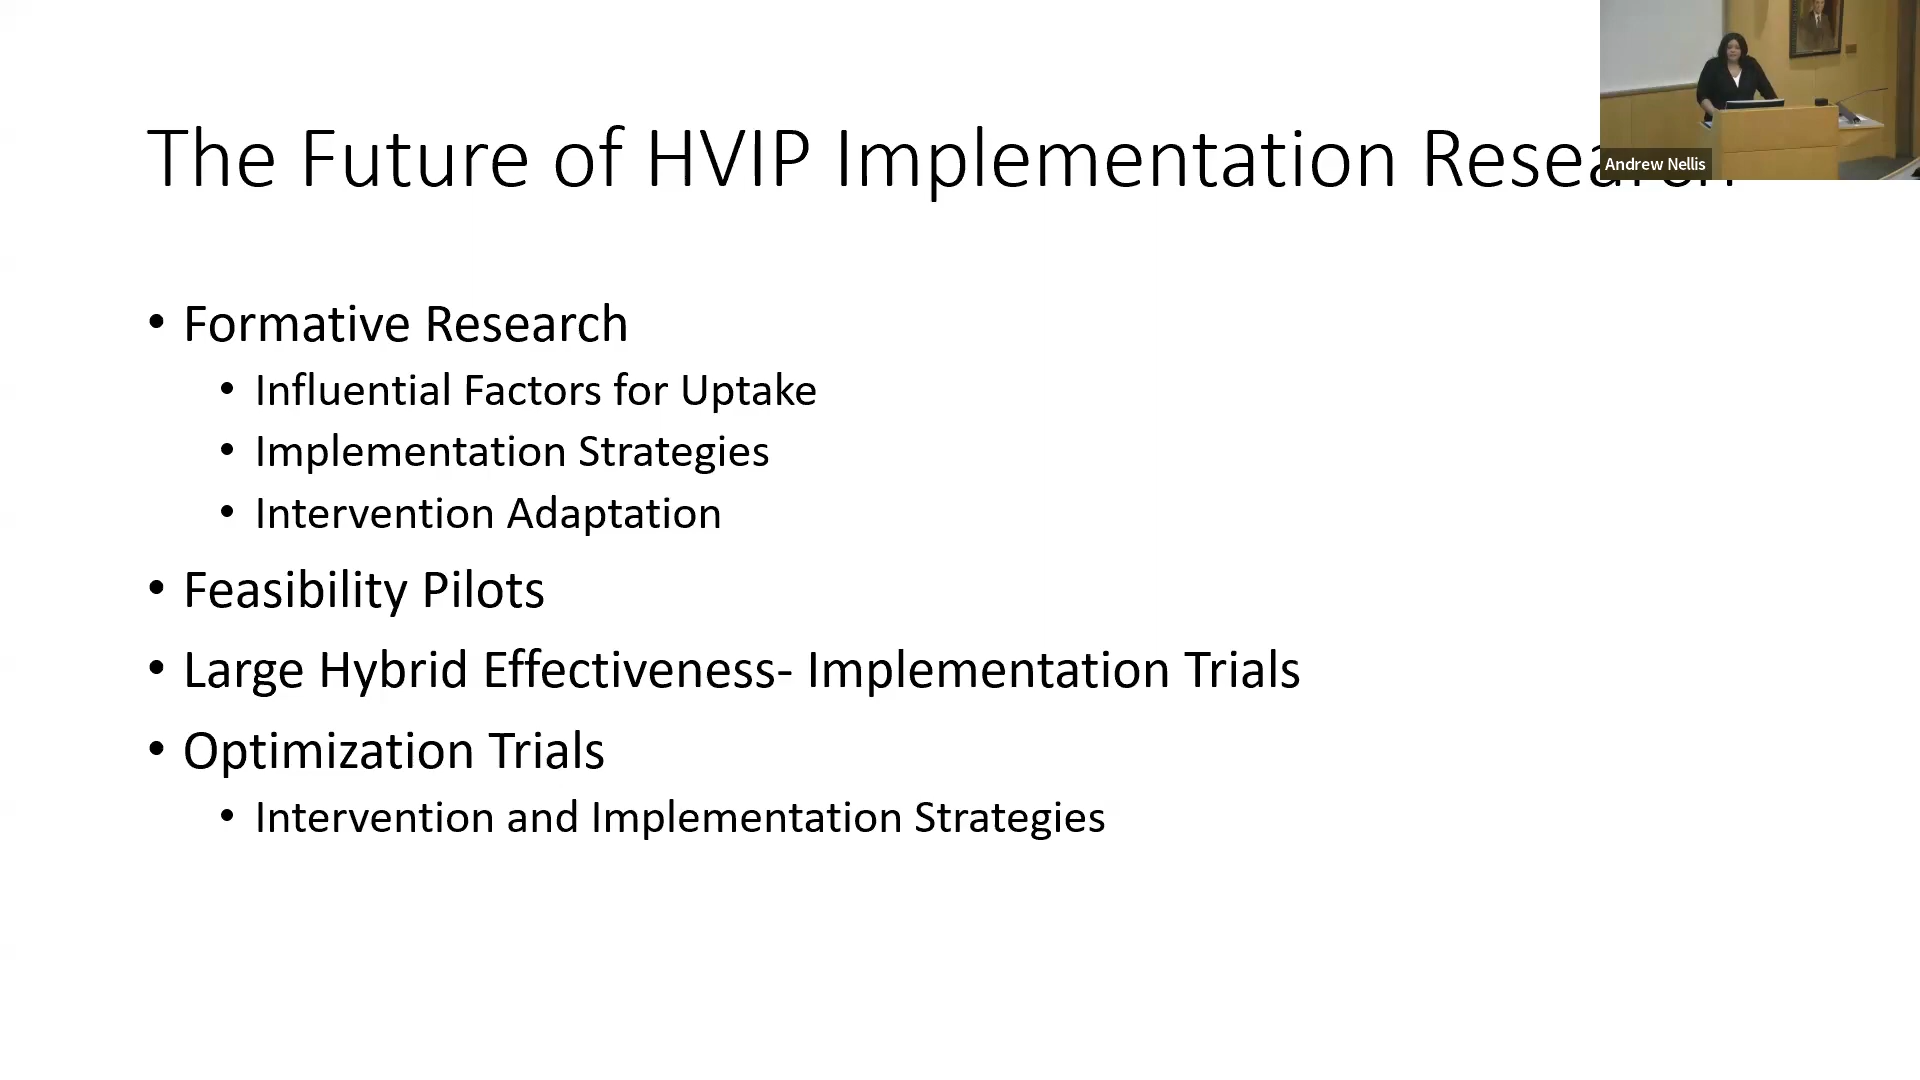 The Future of HVIP Implementation Research
Andrew Nellis
• Formative Research
• Influential Factors for Uptake
• Implementation Strategies
• Intervention Adaptation
• Feasibility Pilots
• Large Hybrid Effectiveness- Implementation Trials
• Optimization Trials
• Intervention and Implementation Strategies